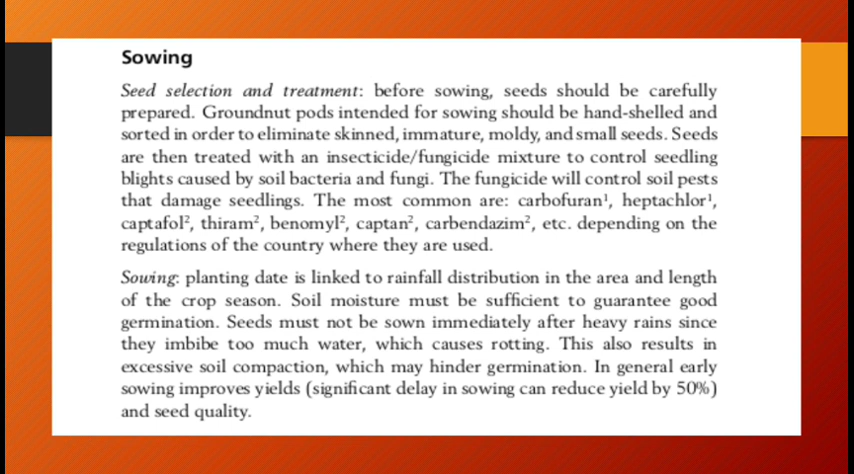 Sowing
Seed selection and treatment: before sowing, seeds should be carefully
prepared. Groundnut pods intended for sowing should be hand-shelled and
sorted in order to eliminate skinned, immature, moldy, and small seeds. Seeds
are then treated with an insecticide/fungicide mixture to control seedling
blights caused by soil bacteria and fungi. The fungicide will control soil pests
that damage seedlings. The most common are: carbofuran¹, heptachlor¹,
captafol², thiram², benomyl², captan², carbendazim², etc. depending on the
regulations of the country where they are used.
Sowing: planting date is linked to rainfall distribution in the area and length
of the crop season. Soil moisture must be sufficient to guarantee good
germination. Seeds must not be sown immediately after heavy rains since
they imbibe too much water, which causes rotting. This also results in
excessive soil compaction, which may hinder germination. In general early
sowing improves yields (significant delay in sowing can reduce yield by 50%)
and seed quality.